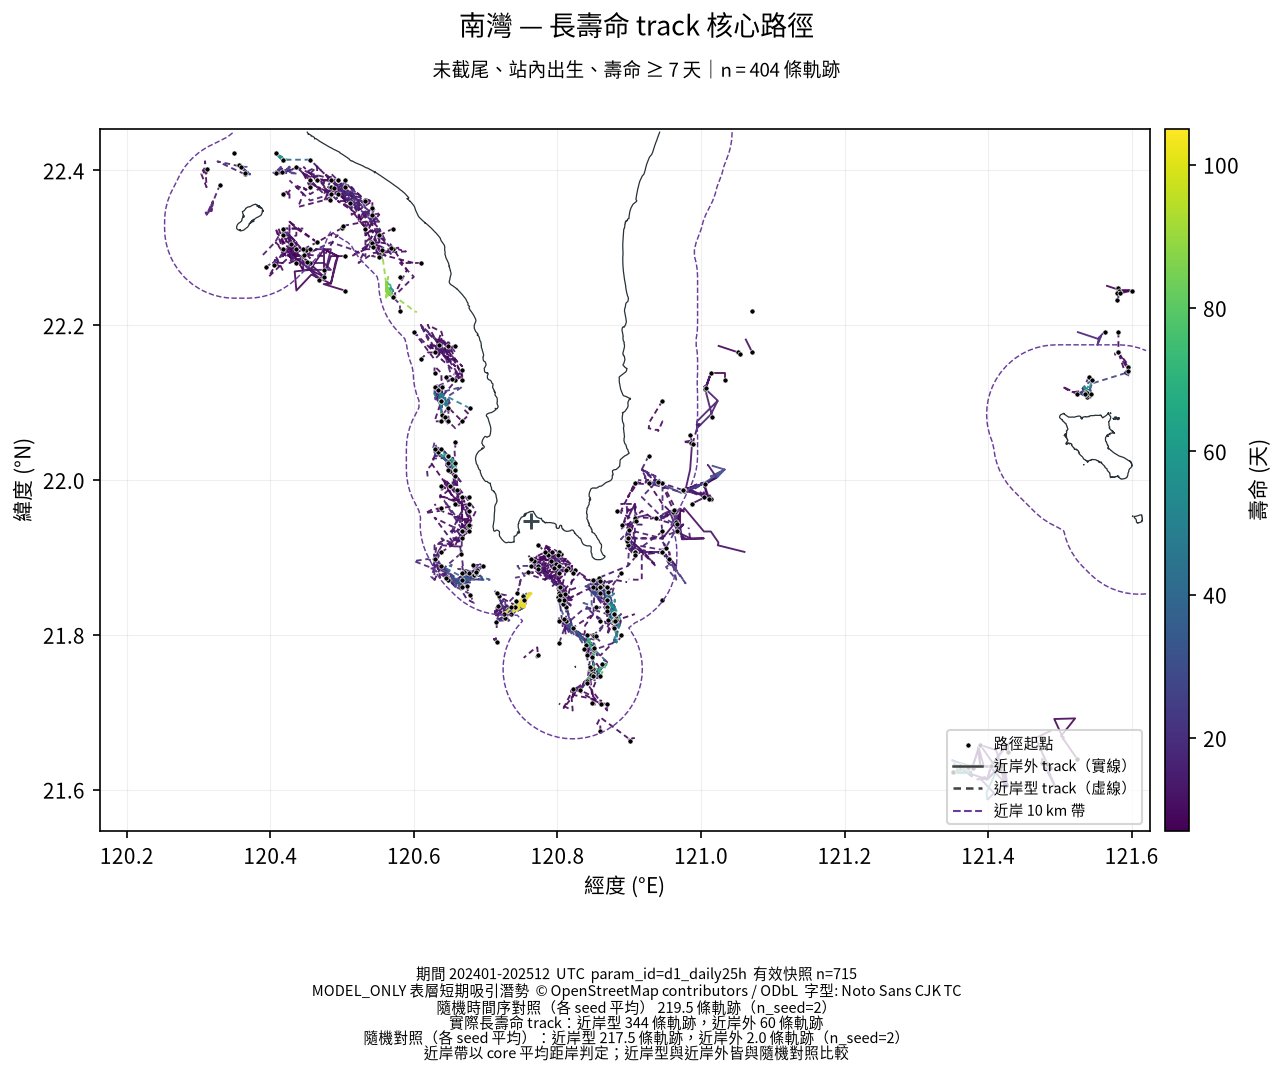 南灣 — 長壽命 track 核心路徑
未截尾、站內出生、壽命 ≥ 7 天｜n = 404 條軌跡
22.4
22.2
22.0
21.8
21.6
緯度 (°N)
120.2
120.4
120.6
120.8
121.0
121.2
121.4
121.6
經度 (°E)
路徑起點
近岸外 track（實線）
近岸型 track（虛線）
近岸 10 km 帶
100
80
60
40
20
壽命 (天)
期間 202401-202512 UTC param_id=d1_daily25h 有效快照 n=715
MODEL_ONLY 表層短期吸引潛勢 © OpenStreetMap contributors / ODbL 字型: Noto Sans CJK TC
隨機時間序對照（各 seed 平均） 219.5 條軌跡（n_seed=2）
實際長壽命 track：近岸型 344 條軌跡，近岸外 60 條軌跡
隨機對照（各 seed 平均）：近岸型 217.5 條軌跡，近岸外 2.0 條軌跡（n_seed=2）
近岸帶以 core 平均距岸判定；近岸型與近岸外皆與隨機對照比較